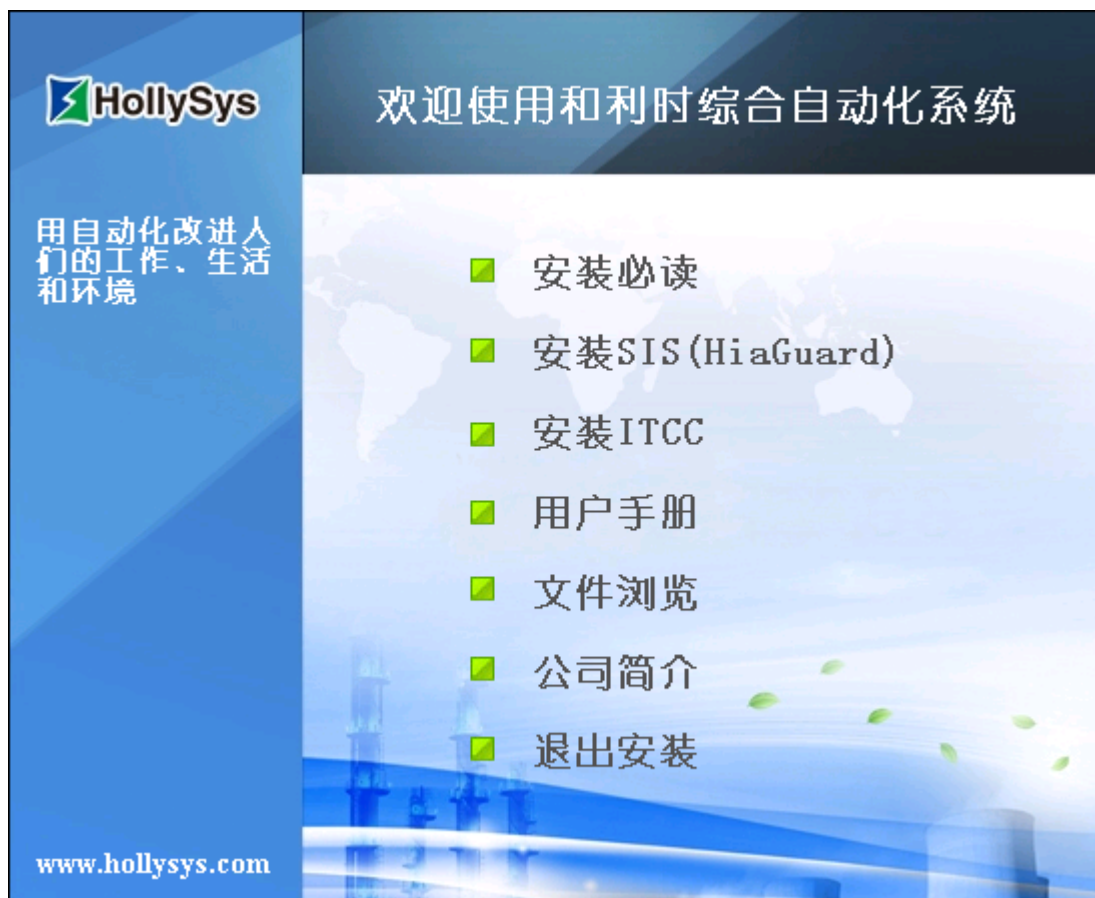 HollySys
欢迎使用和利时综合自动化系统
用自动化改进人
们的工作、生活
和环境
安装必读
安装SIS(HiaGuard)
安装ITCC
用户手册
文件浏览
公司简介
退出安装
www.hollysys.com